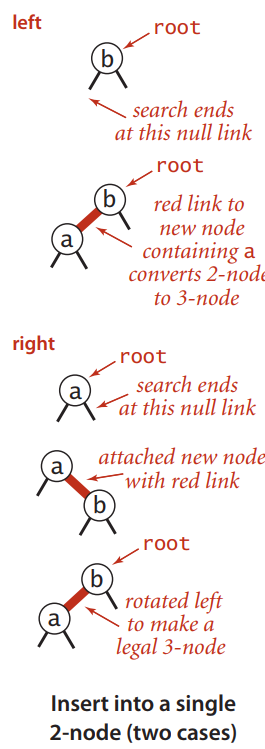 left
root
b
search ends
at this null link
root
b
red link to
new node
a
containing a
converts 2-node
to 3-node
right
root
a
search ends
at this null link
a
attached new node
with red link
b
root
b
rotated left
a
to make a
legal 3-node
Insert into a single
2-node (two cases)